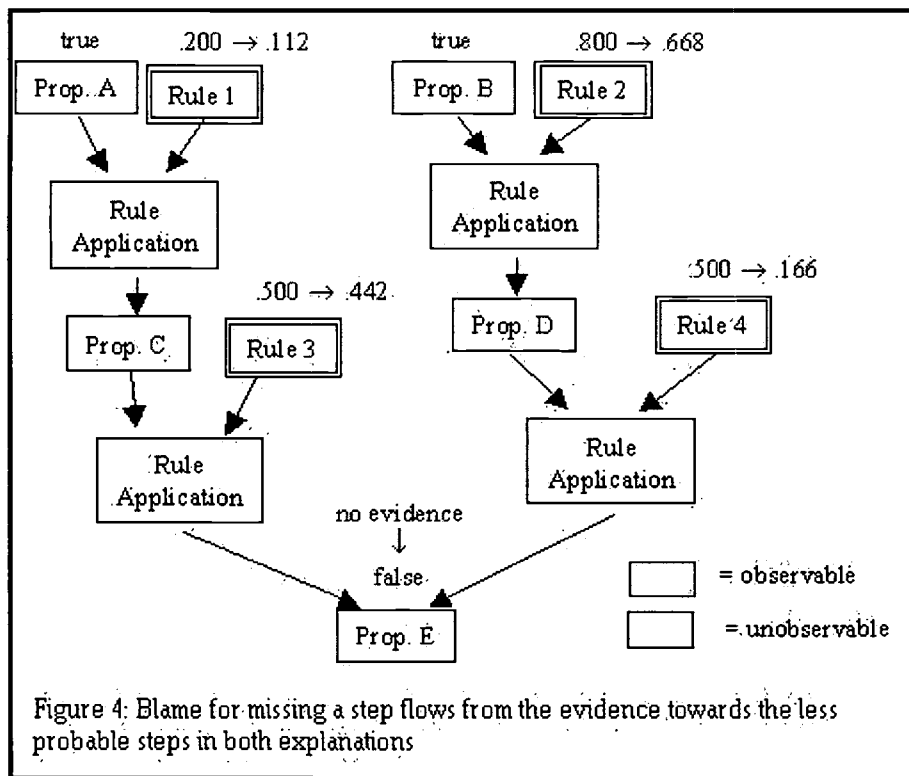 true .200 → .112 true .800 → .668
Prop. A Rule 1 Prop. B Rule 2
Rule Rule
Application Application
.500 → .442 .500 → .166
Prop. C Rule 3 Prop. D Rule 4
Rule Rule
Application Application
no evidence
↓
false
Prop. E
= observable
= unobservable
Figure 4: Blame for missing a step flows from the evidence towards the less
probable steps in both explanations